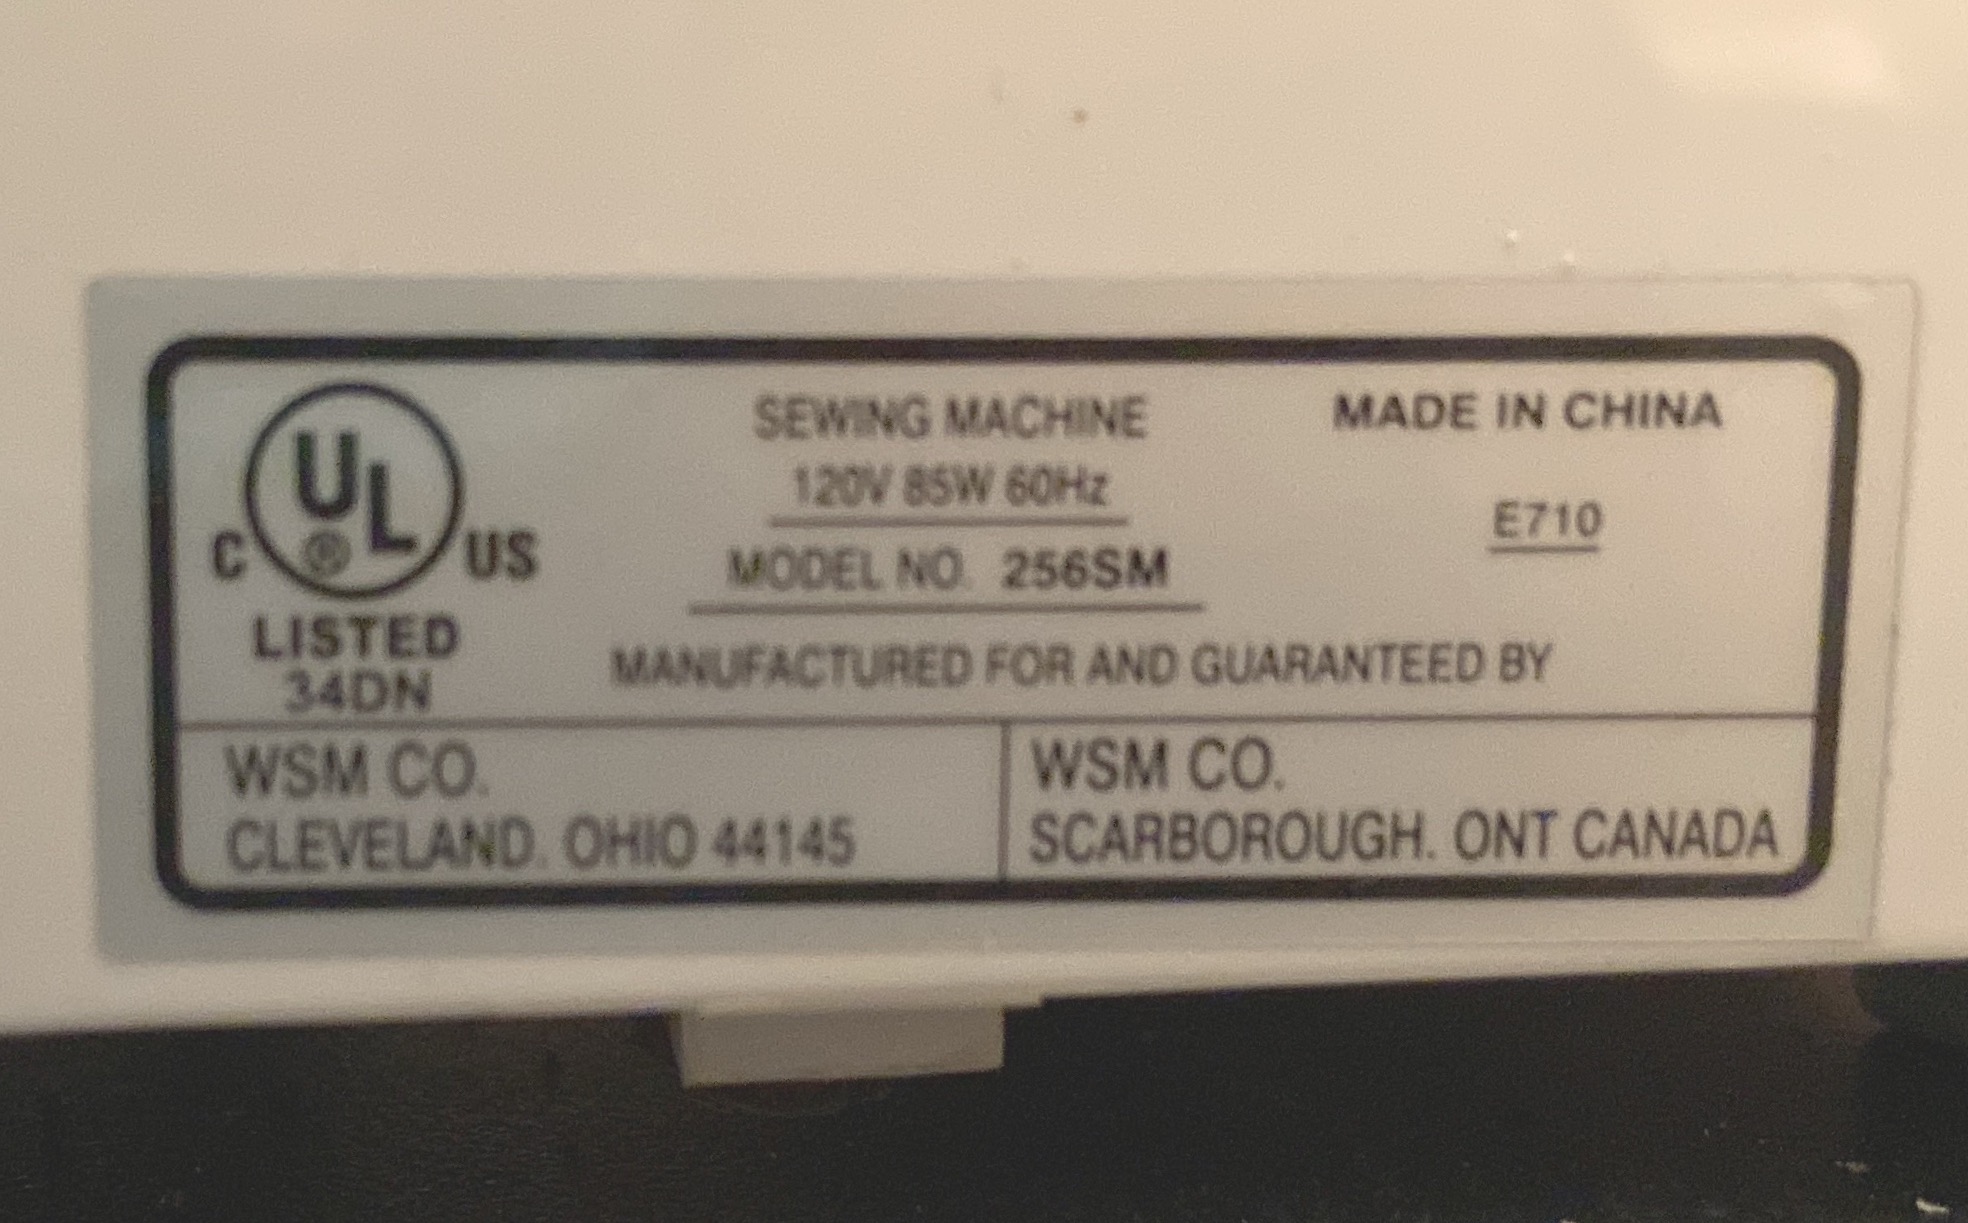 UL
®
C US
LISTED
34DN
SEWING MACHINE
120V 85W 60Hz
MODEL NO. 256SM
MADE IN CHINA
E710
MANUFACTURED FOR AND GUARANTEED BY
WSM CO.
CLEVELAND. OHIO 44145
WSM CO.
SCARBOROUGH. ONT CANADA